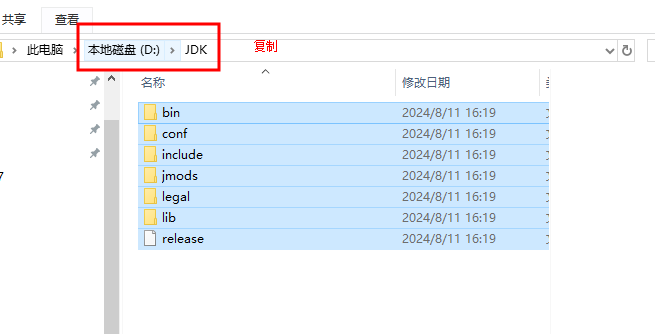 共享 查看
此电脑 本地磁盘 (D:) JDK 复制
名称 修改日期
bin 2024/8/11 16:19
conf 2024/8/11 16:19
include 2024/8/11 16:19
jmods 2024/8/11 16:19
legal 2024/8/11 16:19
lib 2024/8/11 16:19
release 2024/8/11 16:19